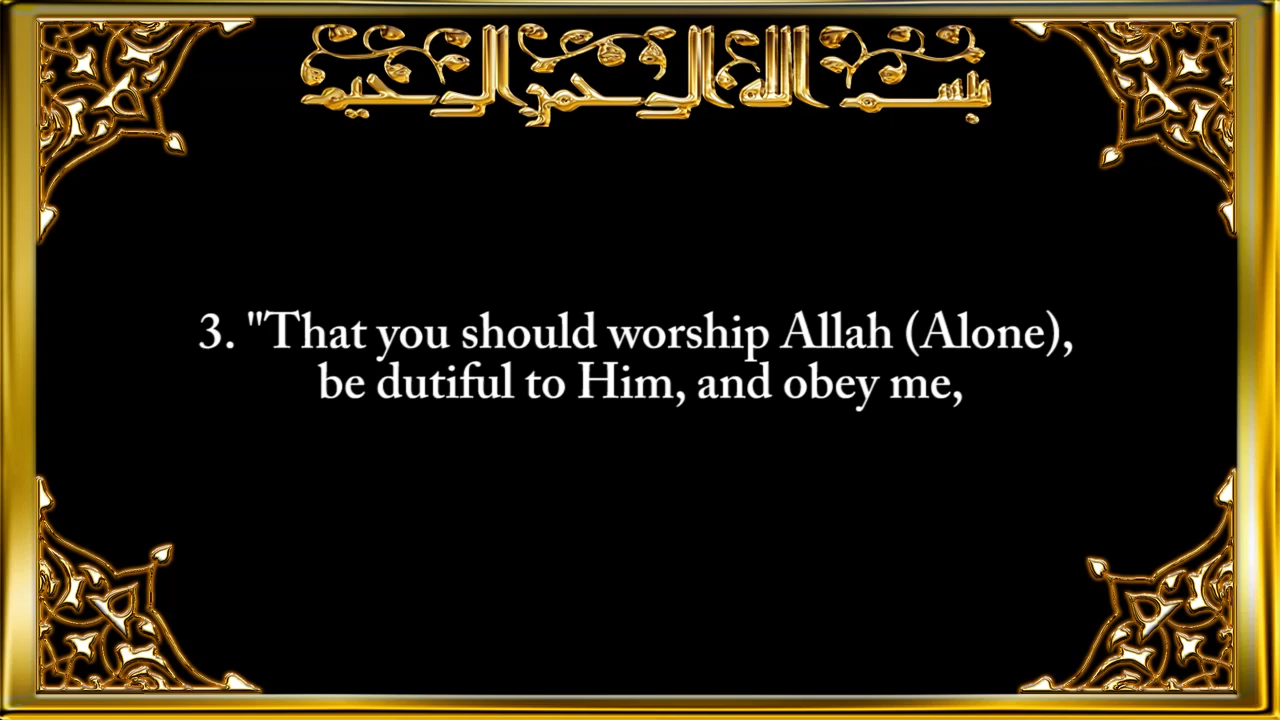 بسم الله الرحمن الرحيم
3. "That you should worship Allah (Alone),
be dutiful to Him, and obey me,